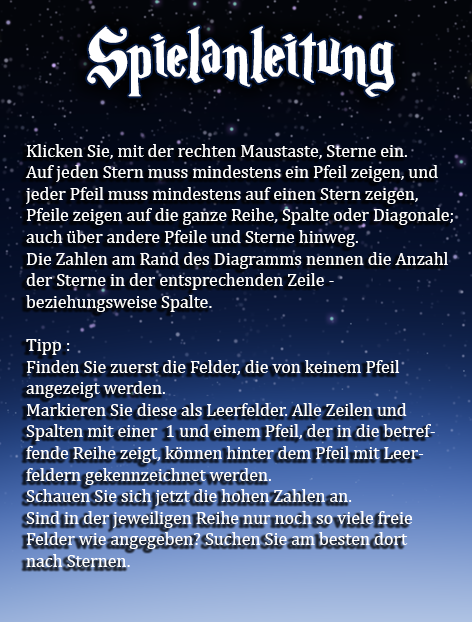 Spielanleitung
Klicken Sie, mit der rechten Maustaste, Sterne ein.
Auf jeden Stern muss mindestens ein Pfeil zeigen, und
jeder Pfeil muss mindestens auf einen Stern zeigen,
Pfeile zeigen auf die ganze Reihe, Spalte oder Diagonale;
auch über andere Pfeile und Sterne hinweg.
Die Zahlen am Rand des Diagramms nennen die Anzahl
der Sterne in der entsprechenden Zeile -
beziehungsweise Spalte.
Tipp :
Finden Sie zuerst die Felder, die von keinem Pfeil
angezeigt werden.
Markieren Sie diese als Leerfelder. Alle Zeilen und
Spalten mit einer 1 und einem Pfeil, der in die betref-
fende Reihe zeigt, können hinter dem Pfeil mit Leer-
feldern gekennzeichnet werden.
Schauen Sie sich jetzt die hohen Zahlen an.
Sind in der jeweiligen Reihe nur noch so viele freie
Felder wie angegeben? Suchen Sie am besten dort
nach Sternen.